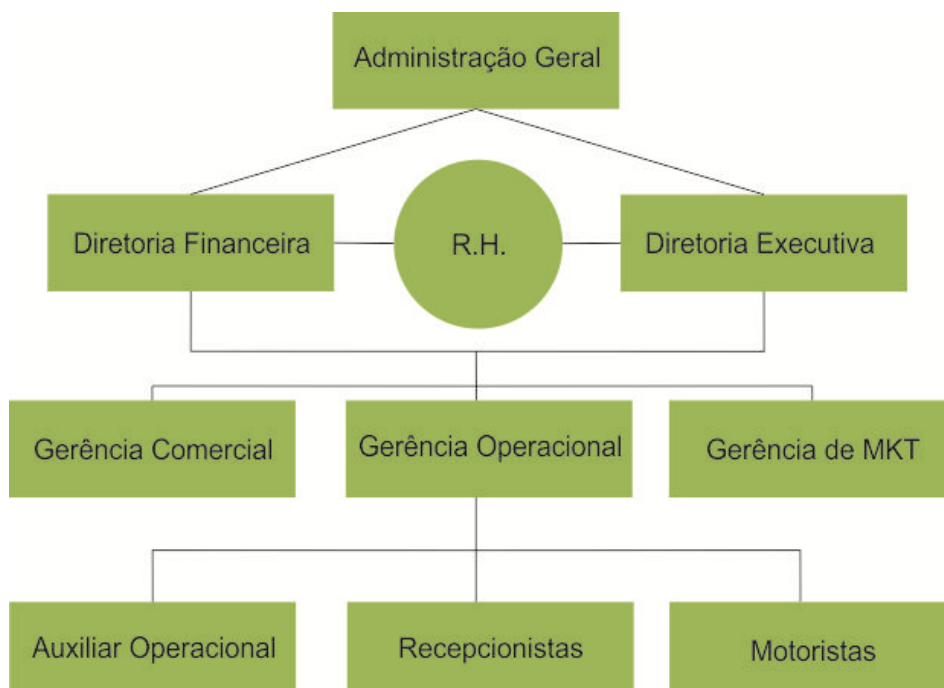 Administração Geral
Diretoria Financeira
R.H.
Diretoria Executiva
Gerência Comercial
Gerência Operacional
Gerência de MKT
Auxiliar Operacional
Recepcionistas
Motoristas